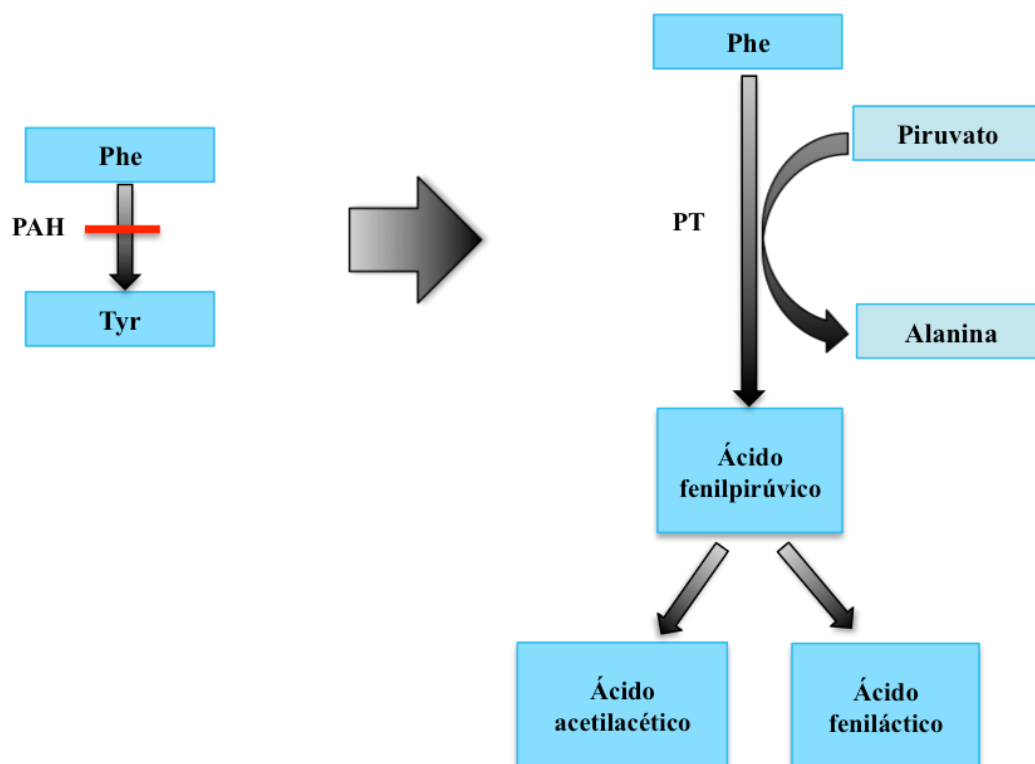 Phe
PAH
Tyr
Phe
Piruvato
PT
Alanina
Ácido
fenilpirúvico
Ácido
acetilacético
Ácido
feniláctico